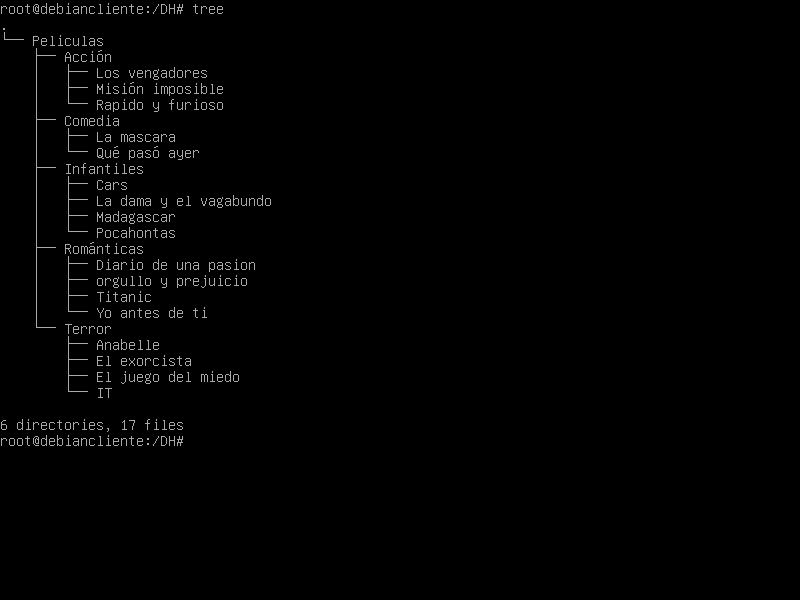 root@debiancliente:/DH# tree
.
└── Peliculas
    ├── Acción
    │   ├── Los vengadores
    │   ├── Misión imposible
    │   └── Rapido y furioso
    ├── Comedia
    │   ├── La mascara
    │   └── Qué pasó ayer
    ├── Infantiles
    │   ├── Cars
    │   ├── La dama y el vagabundo
    │   ├── Madagascar
    │   └── Pocahontas
    ├── Románticas
    │   ├── Diario de una pasion
    │   ├── orgullo y prejuicio
    │   ├── Titanic
    │   └── Yo antes de ti
    └── Terror
        ├── Anabelle
        ├── El exorcista
        ├── El juego del miedo
        └── IT
6 directories, 17 files
root@debiancliente:/DH#